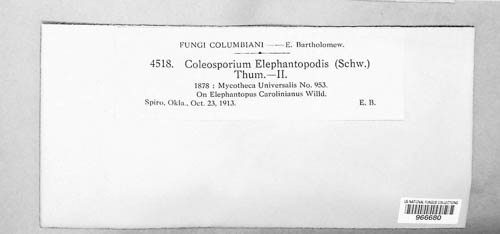 FUNGI COLUMBIANI — E. Bartholomew.
4518. Coleosporium Elephantopodis (Schw.)
Thum.—II.
1878 : Mycotheca Universalis No. 953.
On Elephantopus Carolinianus Willd.
Spiro, Okla., Oct. 23, 1913. E. B.
US NATIONAL FUNGUS COLLECTIONS
966680